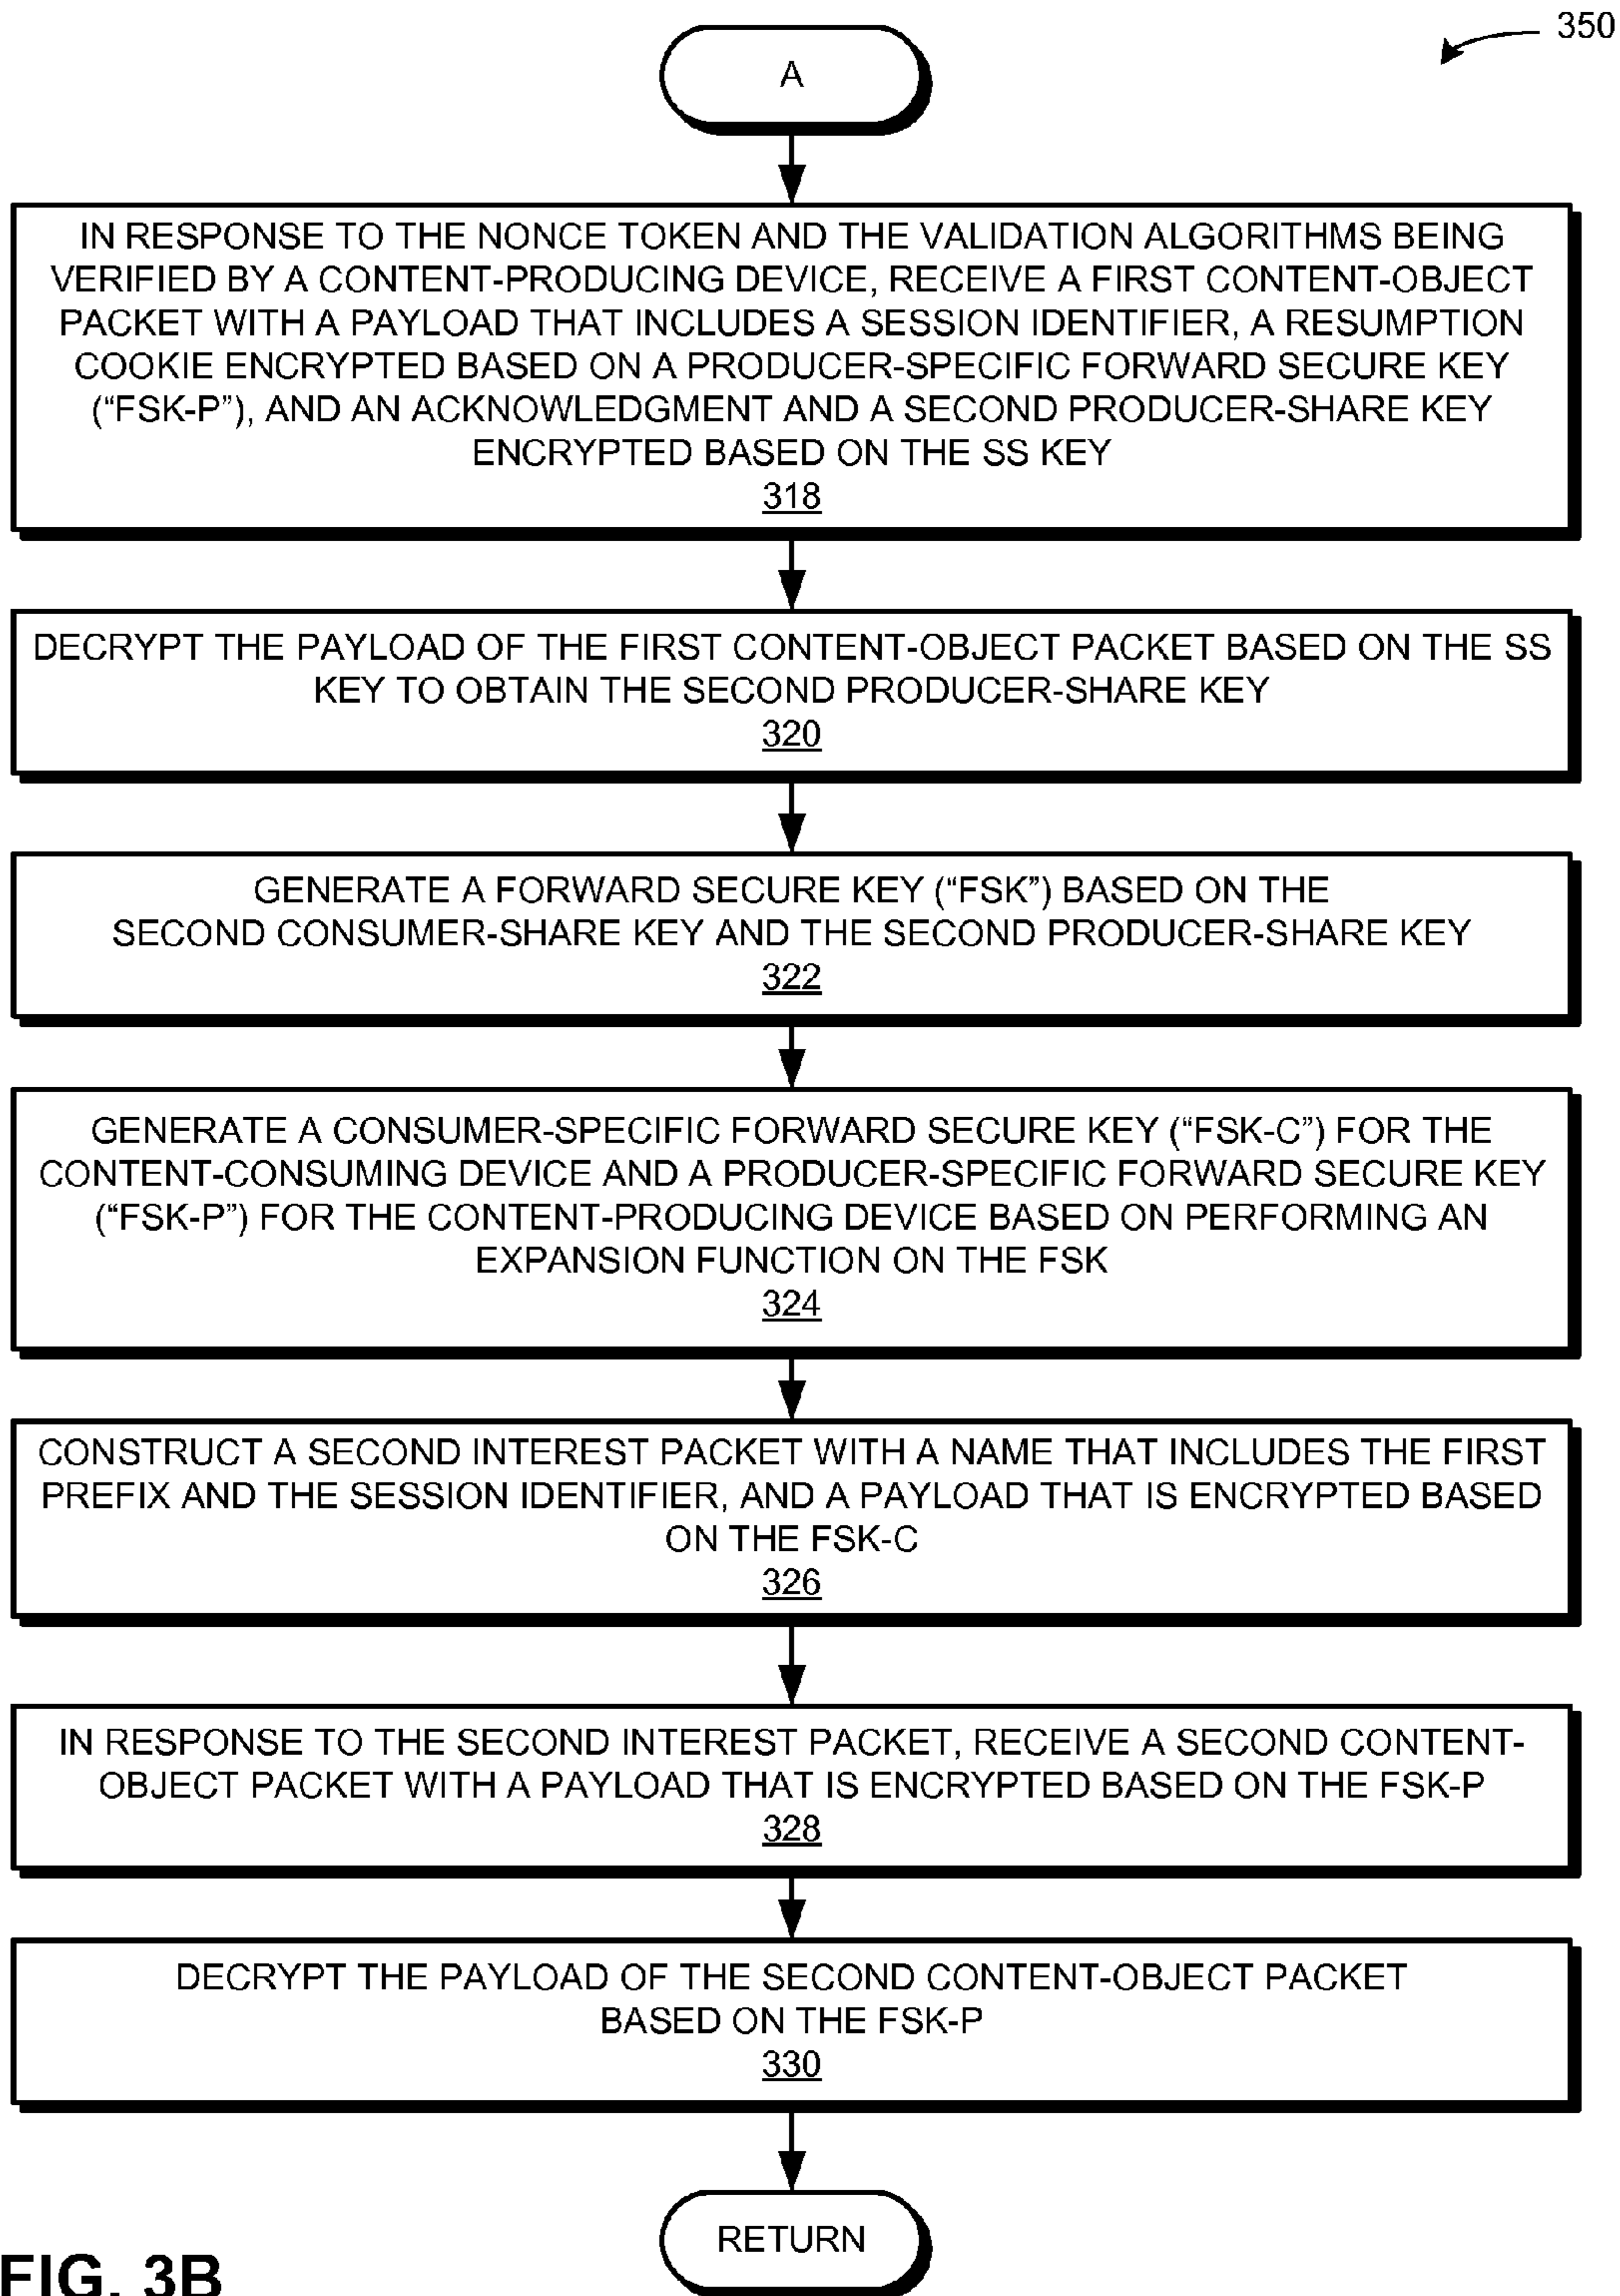 350
A
IN RESPONSE TO THE NONCE TOKEN AND THE VALIDATION ALGORITHMS BEING
VERIFIED BY A CONTENT-PRODUCING DEVICE, RECEIVE A FIRST CONTENT-OBJECT
PACKET WITH A PAYLOAD THAT INCLUDES A SESSION IDENTIFIER, A RESUMPTION
COOKIE ENCRYPTED BASED ON A PRODUCER-SPECIFIC FORWARD SECURE KEY
(“FSK-P”), AND AN ACKNOWLEDGMENT AND A SECOND PRODUCER-SHARE KEY
ENCRYPTED BASED ON THE SS KEY
318
DECRYPT THE PAYLOAD OF THE FIRST CONTENT-OBJECT PACKET BASED ON THE SS
KEY TO OBTAIN THE SECOND PRODUCER-SHARE KEY
320
GENERATE A FORWARD SECURE KEY (“FSK”) BASED ON THE
SECOND CONSUMER-SHARE KEY AND THE SECOND PRODUCER-SHARE KEY
322
GENERATE A CONSUMER-SPECIFIC FORWARD SECURE KEY (“FSK-C”) FOR THE
CONTENT-CONSUMING DEVICE AND A PRODUCER-SPECIFIC FORWARD SECURE KEY
(“FSK-P”) FOR THE CONTENT-PRODUCING DEVICE BASED ON PERFORMING AN
EXPANSION FUNCTION ON THE FSK
324
CONSTRUCT A SECOND INTEREST PACKET WITH A NAME THAT INCLUDES THE FIRST
PREFIX AND THE SESSION IDENTIFIER, AND A PAYLOAD THAT IS ENCRYPTED BASED
ON THE FSK-C
326
IN RESPONSE TO THE SECOND INTEREST PACKET, RECEIVE A SECOND CONTENT-
OBJECT PACKET WITH A PAYLOAD THAT IS ENCRYPTED BASED ON THE FSK-P
328
DECRYPT THE PAYLOAD OF THE SECOND CONTENT-OBJECT PACKET
BASED ON THE FSK-P
330
RETURN
FIG. 3B